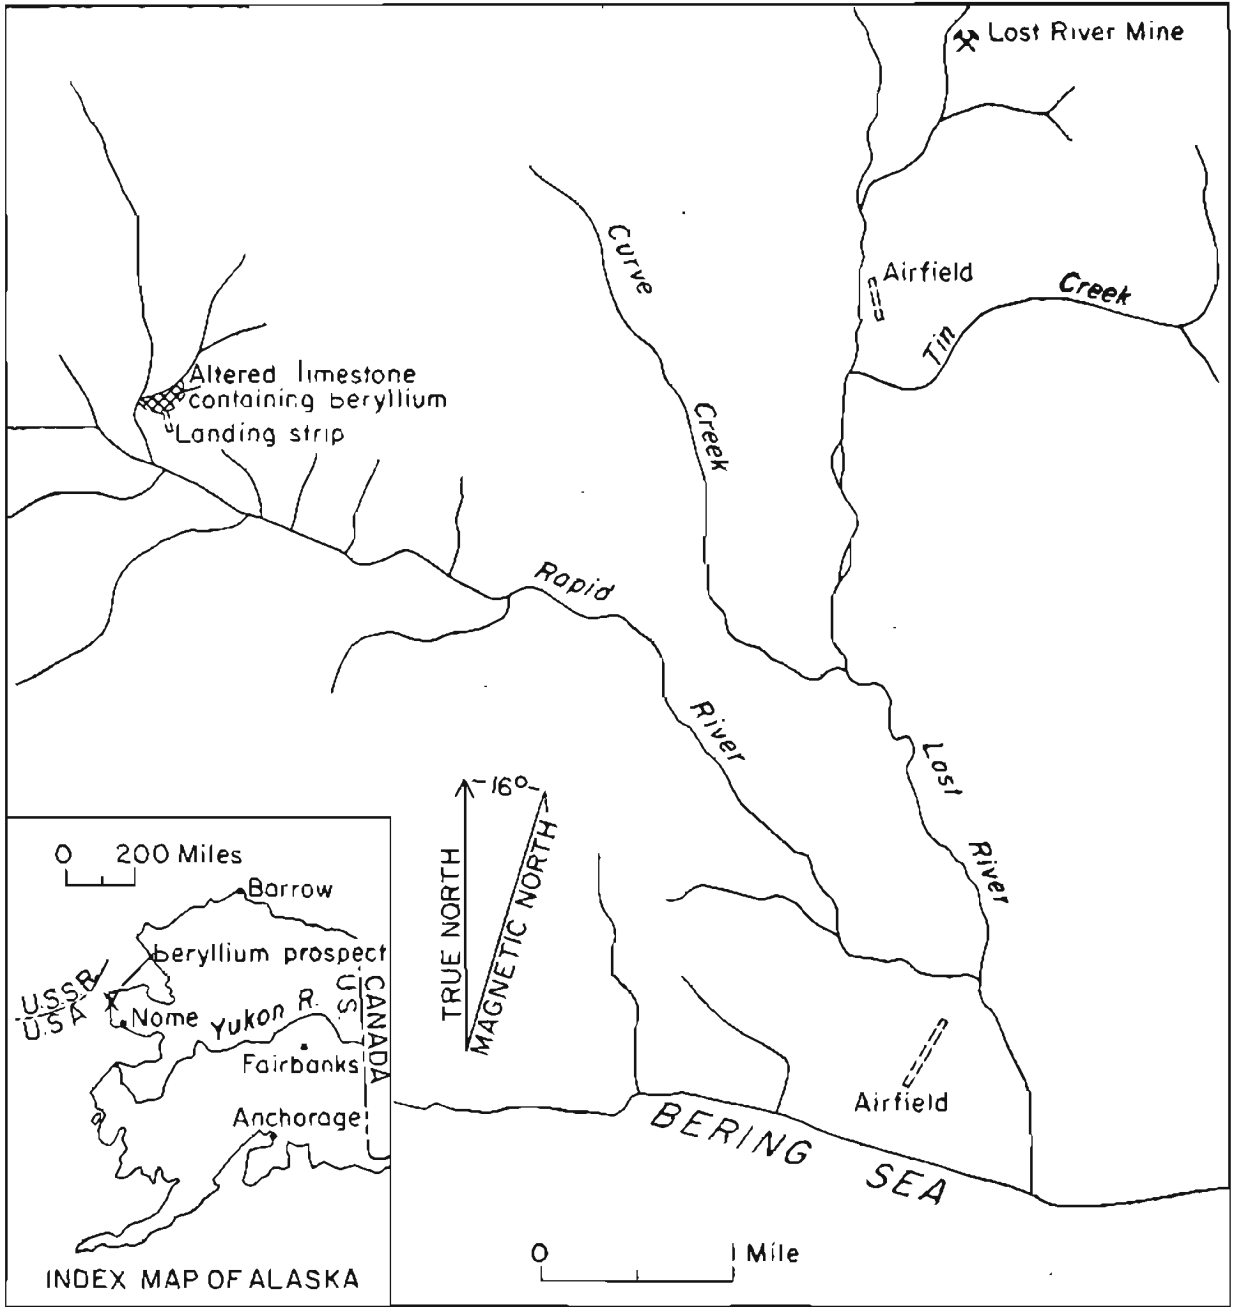 Lost River Mine
Curve
Creek
Airfield
Tin
Creek
Altered limestone
containing beryllium
Landing strip
Rapid
River
Lost
River
TRUE NORTH
16°
MAGNETIC NORTH
Airfield
BERING SEA
0 1 Mile
0 200 Miles
Barrow
beryllium prospect
U.S.S.R.
U.S.A
X
Nome
Yukon R.
U.S.
CANADA
Fairbanks
Anchorage
INDEX MAP OF ALASKA